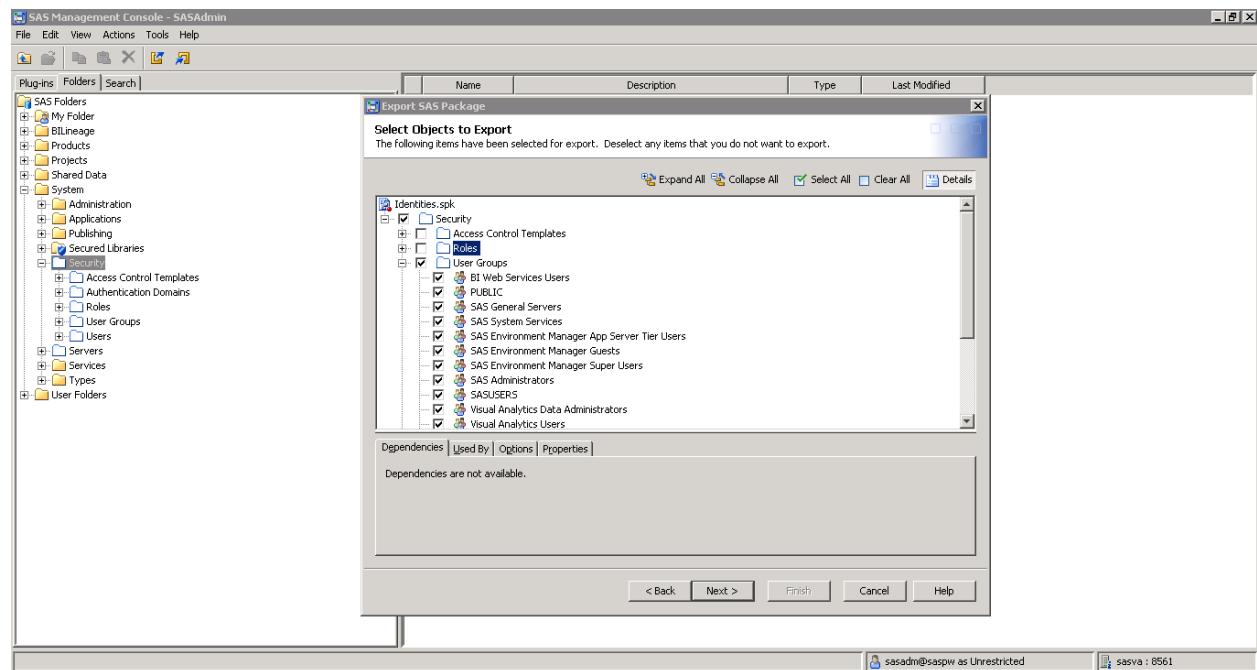 SAS Management Console - SASAdmin
File Edit View Actions Tools Help
Plug-ins Folders Search
Name Description Type Last Modified
SAS Folders
My Folder
BILineage
Products
Projects
Shared Data
System
Administration
Applications
Publishing
Secured Libraries
Security
Access Control Templates
Authentication Domains
Roles
User Groups
Users
Servers
Services
Types
User Folders
Export SAS Package
Select Objects to Export
The following items have been selected for export. Deselect any items that you do not want to export.
Expand All Collapse All Select All Clear All Details
Identities.spk
Security
Access Control Templates
Roles
User Groups
BI Web Services Users
PUBLIC
SAS General Servers
SAS System Services
SAS Environment Manager App Server Tier Users
SAS Environment Manager Guests
SAS Environment Manager Super Users
SAS Administrators
SASUSERS
Visual Analytics Data Administrators
Visual Analytics Users
Dependencies Used By Options Properties
Dependencies are not available.
< Back Next > Finish Cancel Help
sasadm@saspw as Unrestricted sasva : 8561